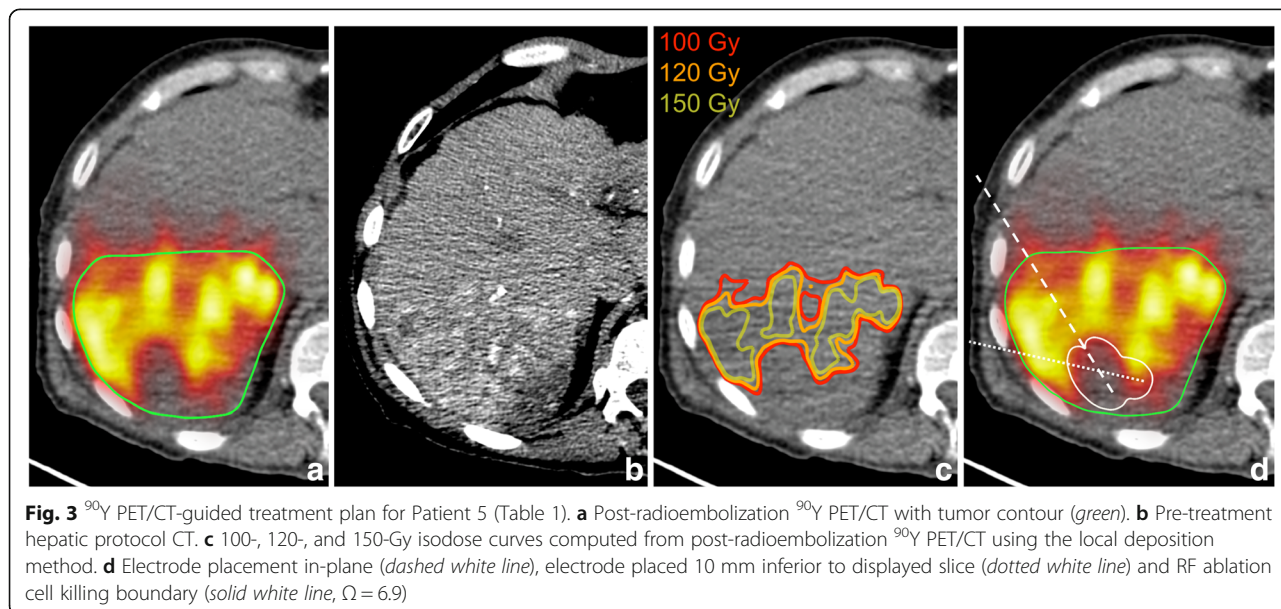 100 Gy
120 Gy
150 Gy
a
b
c
d
Fig. 3 ⁹⁰Y PET/CT-guided treatment plan for Patient 5 (Table 1). a Post-radioembolization ⁹⁰Y PET/CT with tumor contour (green). b Pre-treatment
hepatic protocol CT. c 100-, 120-, and 150-Gy isodose curves computed from post-radioembolization ⁹⁰Y PET/CT using the local deposition
method. d Electrode placement in-plane (dashed white line), electrode placed 10 mm inferior to displayed slice (dotted white line) and RF ablation
cell killing boundary (solid white line, Ω = 6.9)